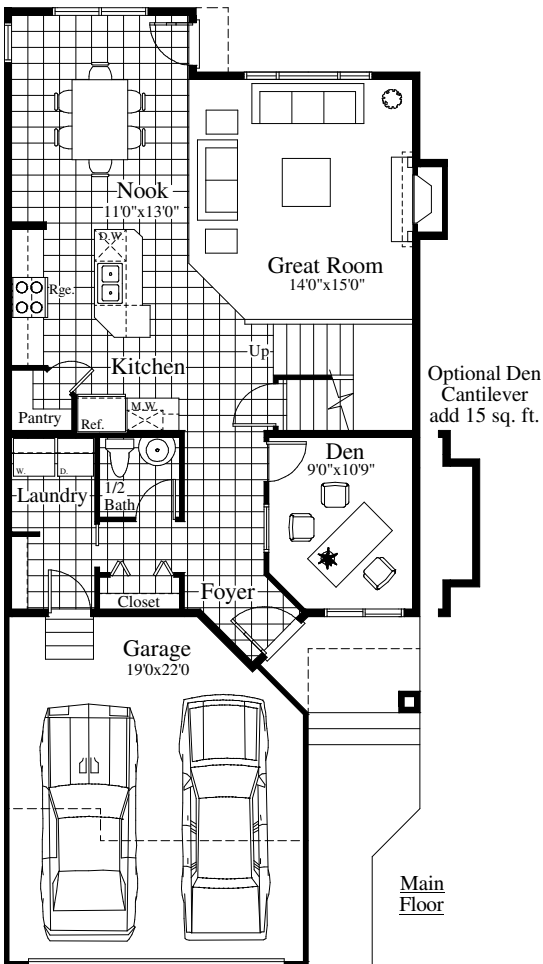 Nook
11'0"x13'0"
D.W.
Great Room
14'0"x15'0"
Rge.
Up
Kitchen
Optional Den
Cantilever
add 15 sq. ft.
Pantry
Ref.
M.W.
Den
9'0"x10'9"
W.
D.
Laundry
1/2
Bath
Closet
Foyer
Garage
19'0x22'0
Main
Floor